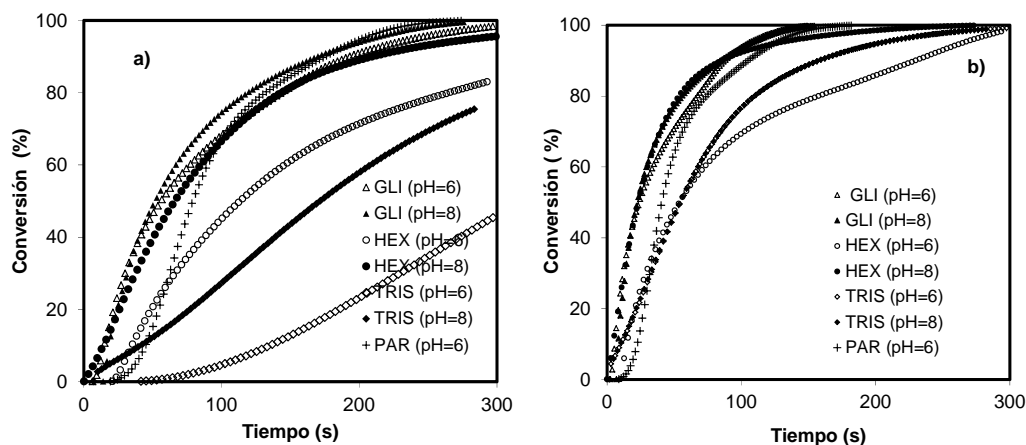 a)
100
80
60
40
20
0
Conversión (%)
0
100
200
300
Tiempo (s)
GLI (pH=6)
GLI (pH=8)
HEX (pH=6)
HEX (pH=8)
TRIS (pH=6)
TRIS (pH=8)
PAR (pH=6)
b)
100
80
60
40
20
0
Conversión ( %)
0
100
200
300
Tiempo (s)
GLI (pH=6)
GLI (pH=8)
HEX (pH=6)
HEX (pH=8)
TRIS (pH=6)
TRIS (pH=8)
PAR (pH=6)